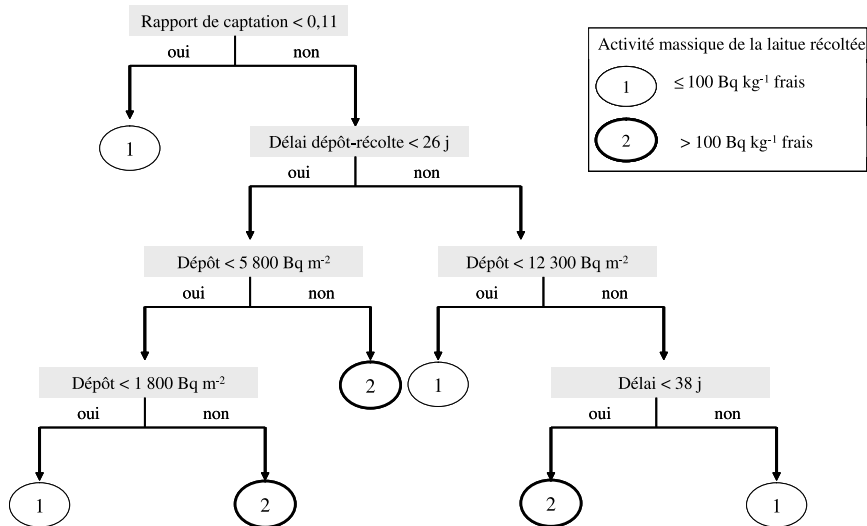 Rapport de captation < 0,11
oui non
Activité massique de la laitue récoltée
1 ≤ 100 Bq kg⁻¹ frais
2 > 100 Bq kg⁻¹ frais
1
Délai dépôt-récolte < 26 j
oui non
Dépôt < 5 800 Bq m⁻²
oui non
Dépôt < 12 300 Bq m⁻²
oui non
2
1
Dépôt < 1 800 Bq m⁻²
oui non
Délai < 38 j
oui non
1
2
2
1